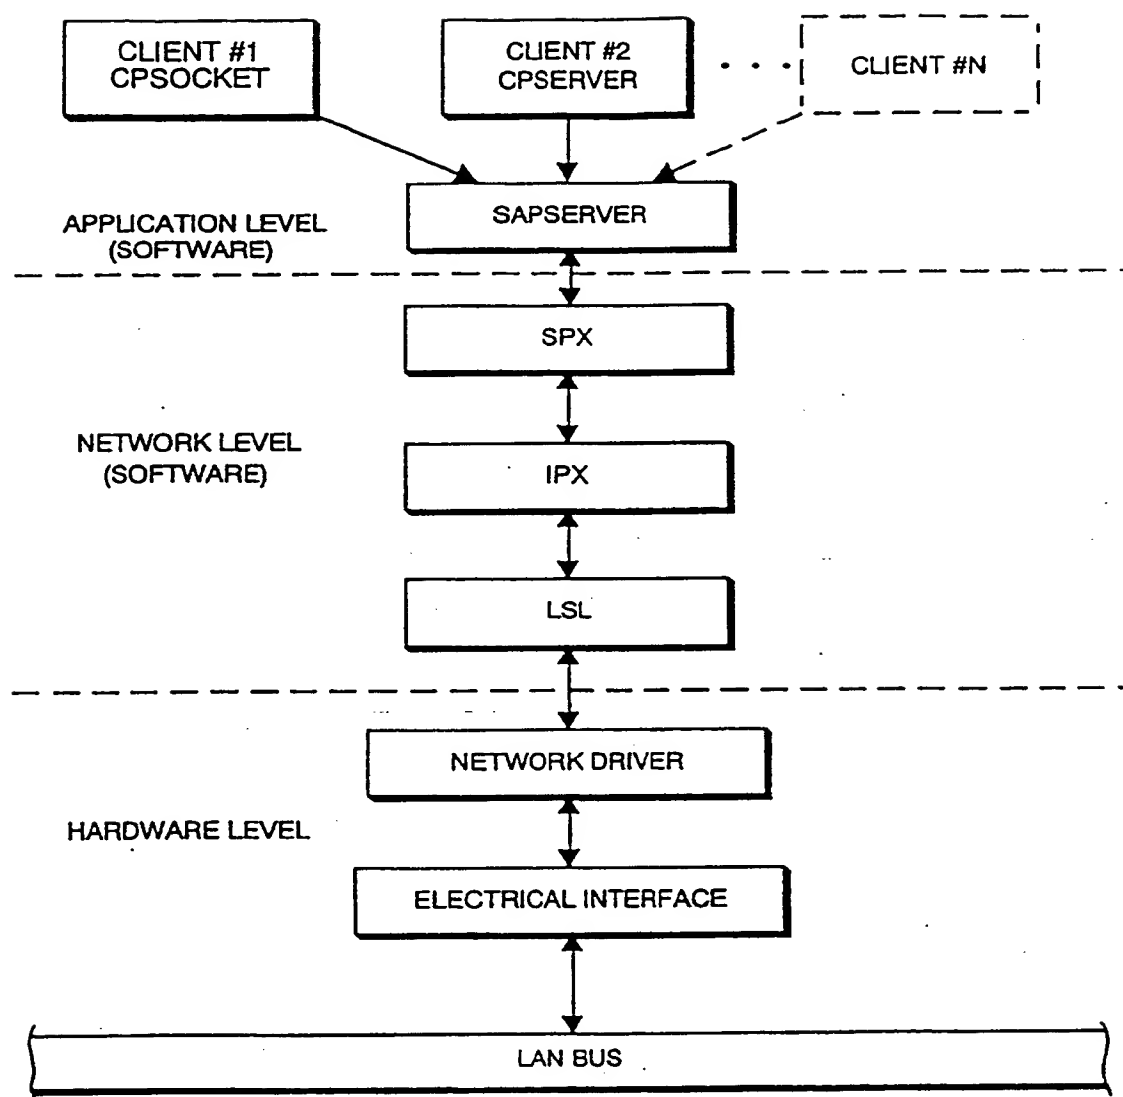 CLIENT #1
CPSOCKET
CLIENT #2
CPSERVER
CLIENT #N
SAPSERVER
APPLICATION LEVEL
(SOFTWARE)
SPX
NETWORK LEVEL
(SOFTWARE)
IPX
LSL
NETWORK DRIVER
HARDWARE LEVEL
ELECTRICAL INTERFACE
LAN BUS